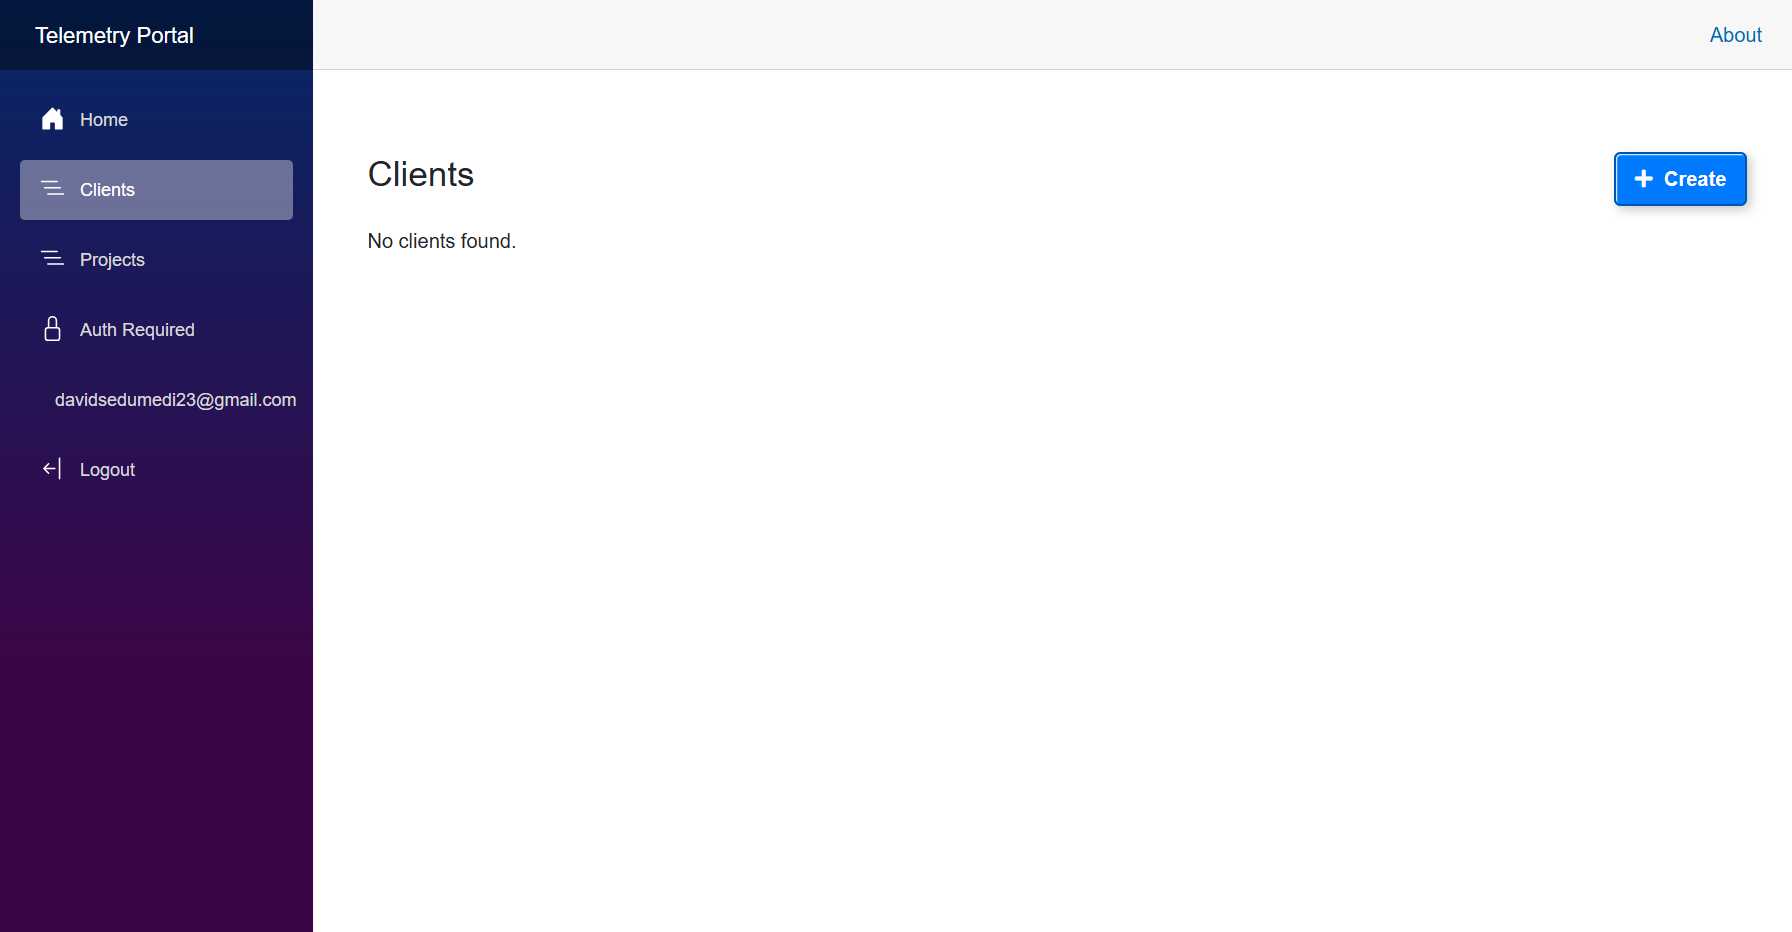 Telemetry Portal
About
Home
Clients
Projects
Auth Required
davidsedumedi23@gmail.com
Logout
Clients
Create
No clients found.